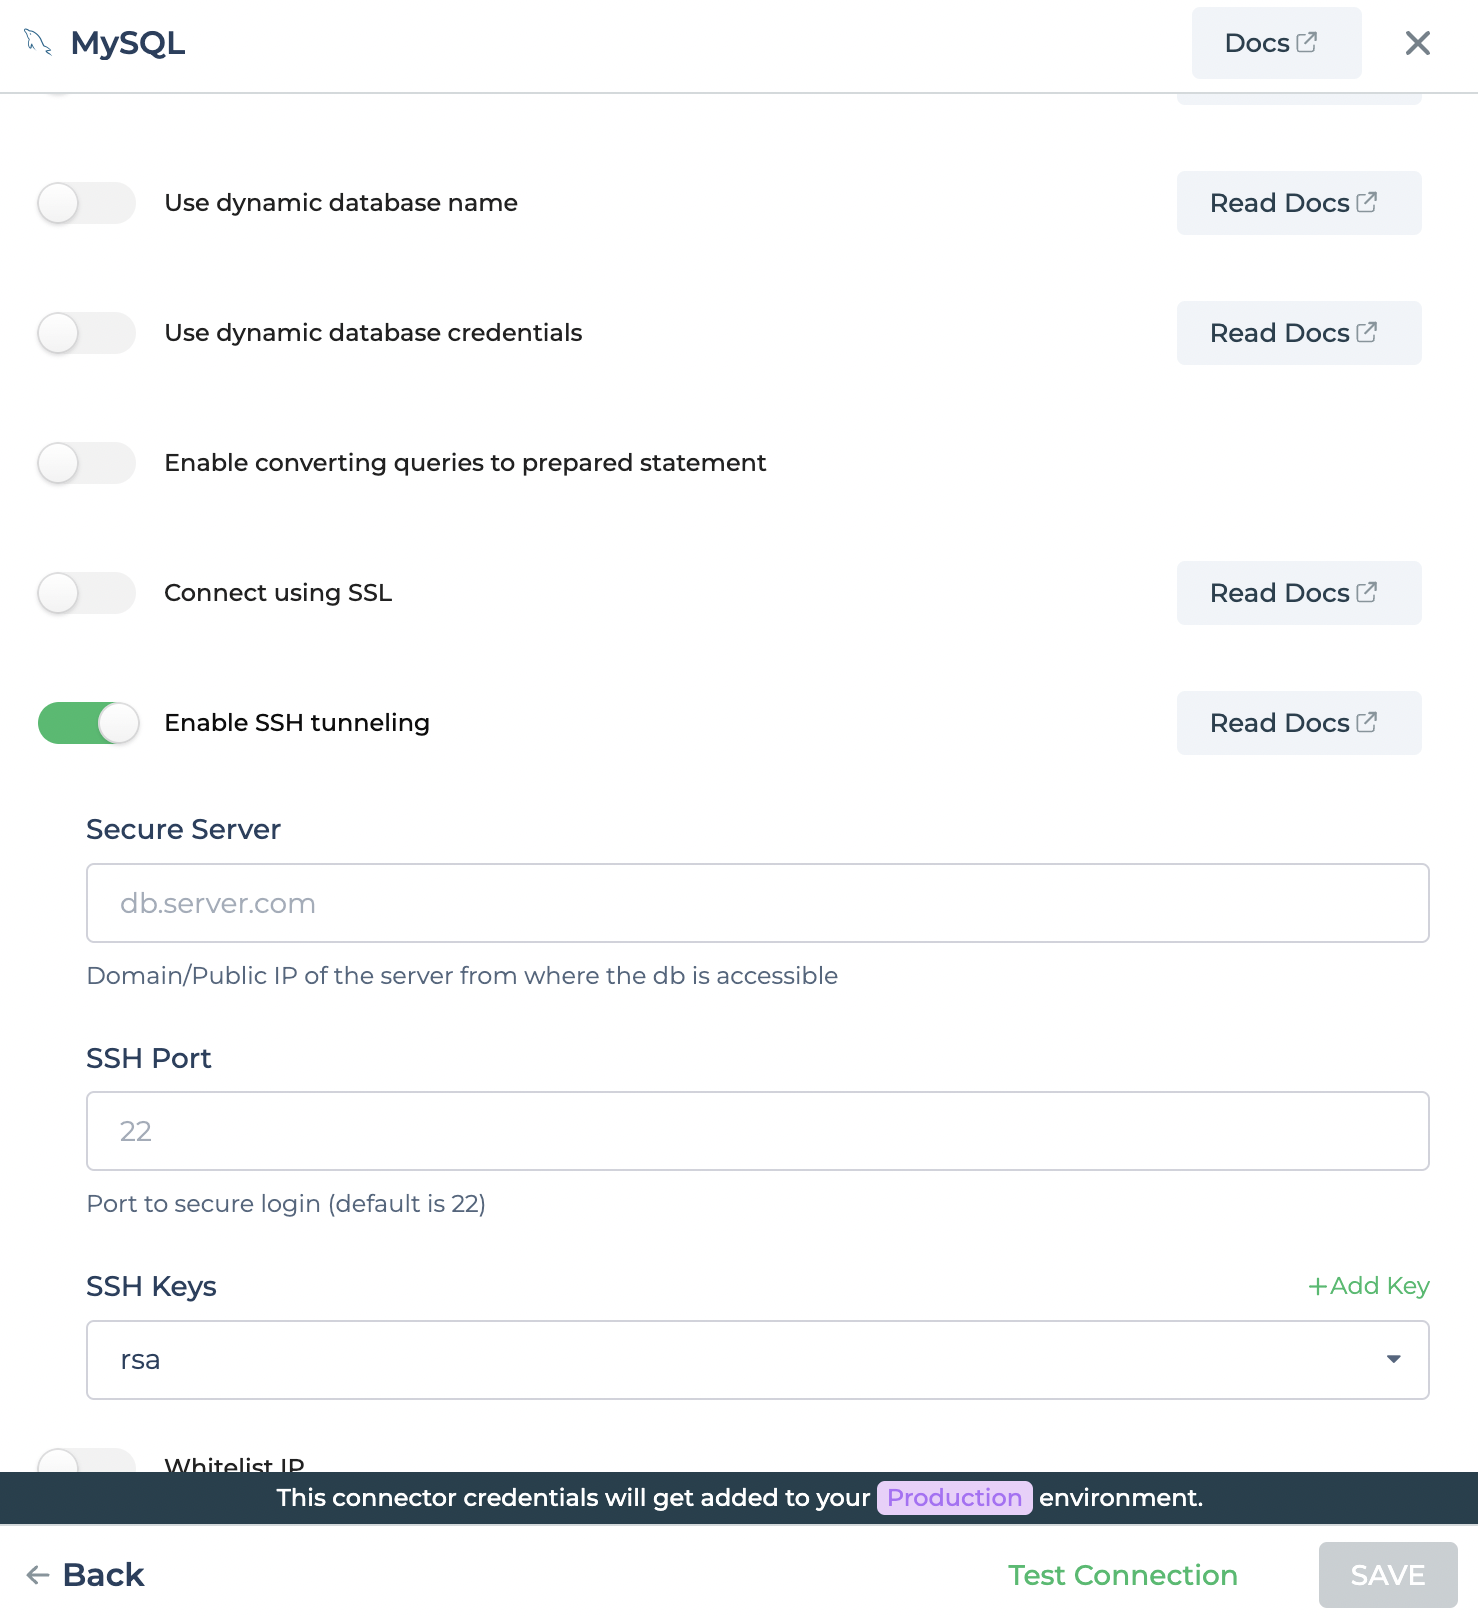 MySQL
Docs
Use dynamic database name
Read Docs
Use dynamic database credentials
Read Docs
Enable converting queries to prepared statement
Connect using SSL
Read Docs
Enable SSH tunneling
Read Docs
Secure Server
db.server.com
Domain/Public IP of the server from where the db is accessible
SSH Port
22
Port to secure login (default is 22)
SSH Keys
+Add Key
rsa
Whitelist IP
This connector credentials will get added to your Production environment.
Back
Test Connection
SAVE